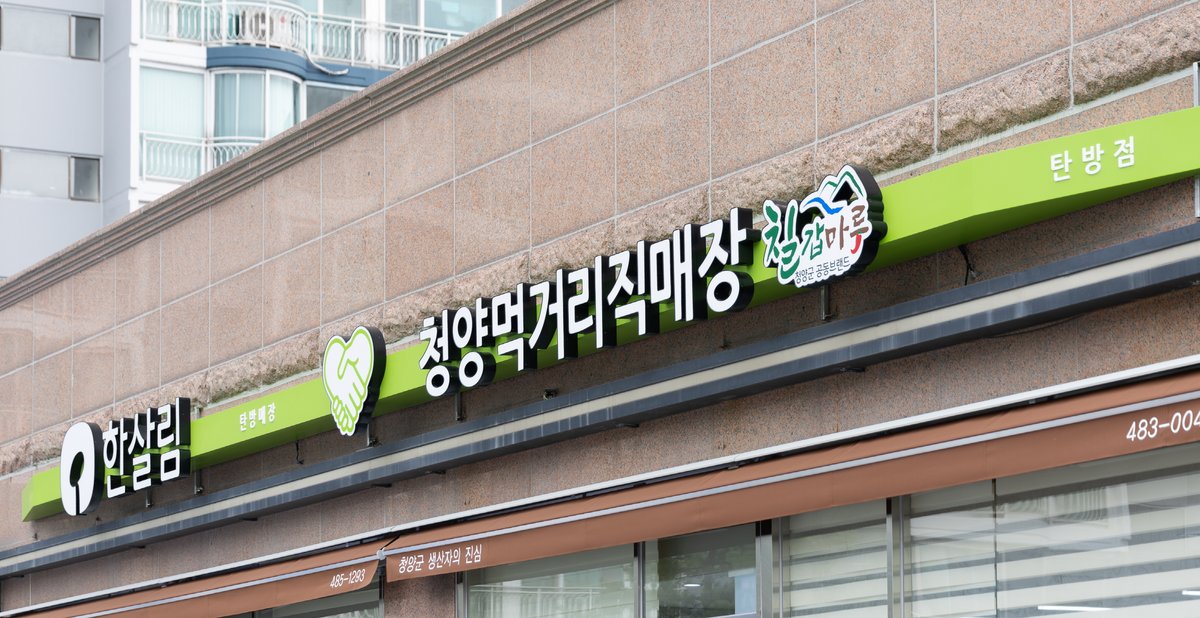 한살림
탄방매장
청양먹거리직매장
칠갑마루
청양군 공동브랜드
탄방점
485-1293
청양군 생산자의 진심
483-004